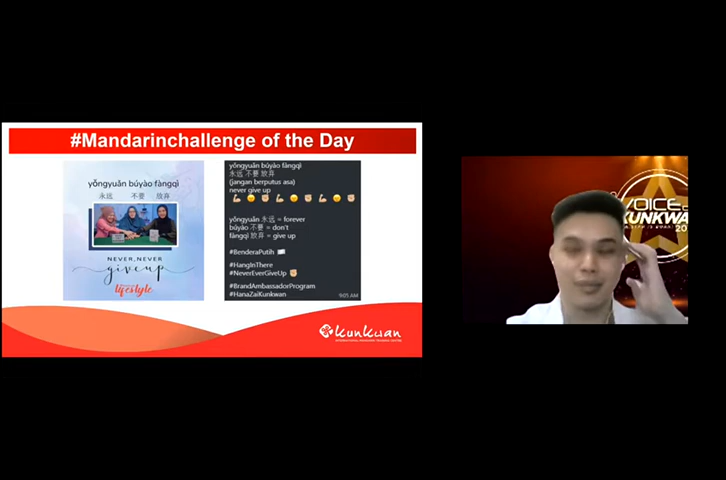 #Mandarinchallenge of the Day
yǒngyuǎn búyào fàngqì
永远 不要 放弃
NEVER, NEVER
give up
lifestyle
yǒngyuǎn búyào fàngqì
永远 不要 放弃
(jangan berputus asa)
never give up
yǒngyuǎn 永远 = forever
búyào 不要 = don't
fàngqì 放弃 = give up
#BenderaPutih
#HangInThere
#NeverEverGiveUp
#BrandAmbassadorProgram
#HanaZaiKunkwan
9:05 AM
kunkwan
VOICE
KUNKWA